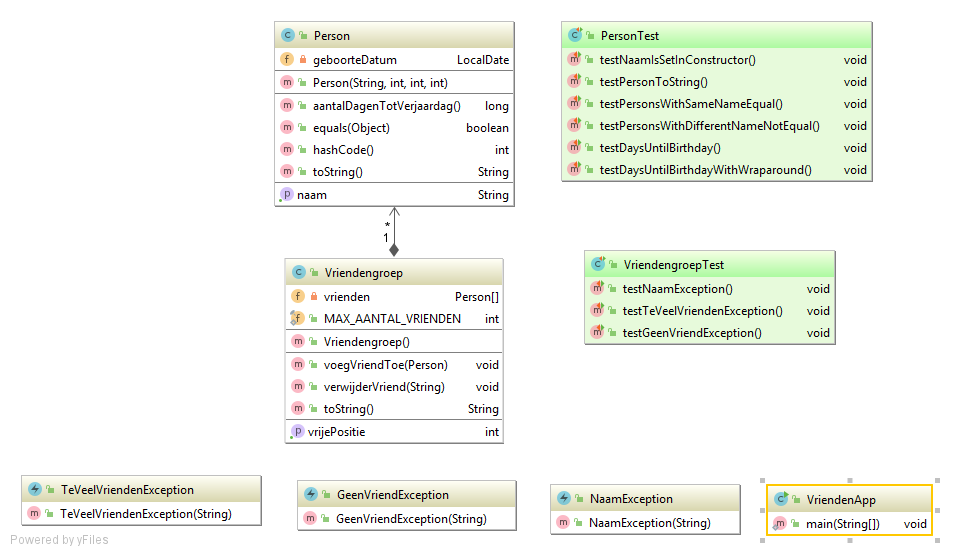 Person
geboorteDatum LocalDate
Person(String, int, int, int)
aantalDagenTotVerjaardag() long
equals(Object) boolean
hashCode() int
toString() String
naam String
PersonTest
testNaamIsSetInConstructor() void
testPersonToString() void
testPersonsWithSameNameEqual() void
testPersonsWithDifferentNameNotEqual() void
testDaysUntilBirthday() void
testDaysUntilBirthdayWithWraparound() void
*
1
Vriendengroep
vrienden Person[]
MAX_AANTAL_VRIENDEN int
Vriendengroep()
voegVriendToe(Person) void
verwijderVriend(String) void
toString() String
vrijePositie int
VriendengroepTest
testNaamException() void
testTeVeelVriendenException() void
testGeenVriendException() void
TeVeelVriendenException
TeVeelVriendenException(String)
GeenVriendException
GeenVriendException(String)
NaamException
NaamException(String)
VriendenApp
main(String[]) void
Powered by yFiles